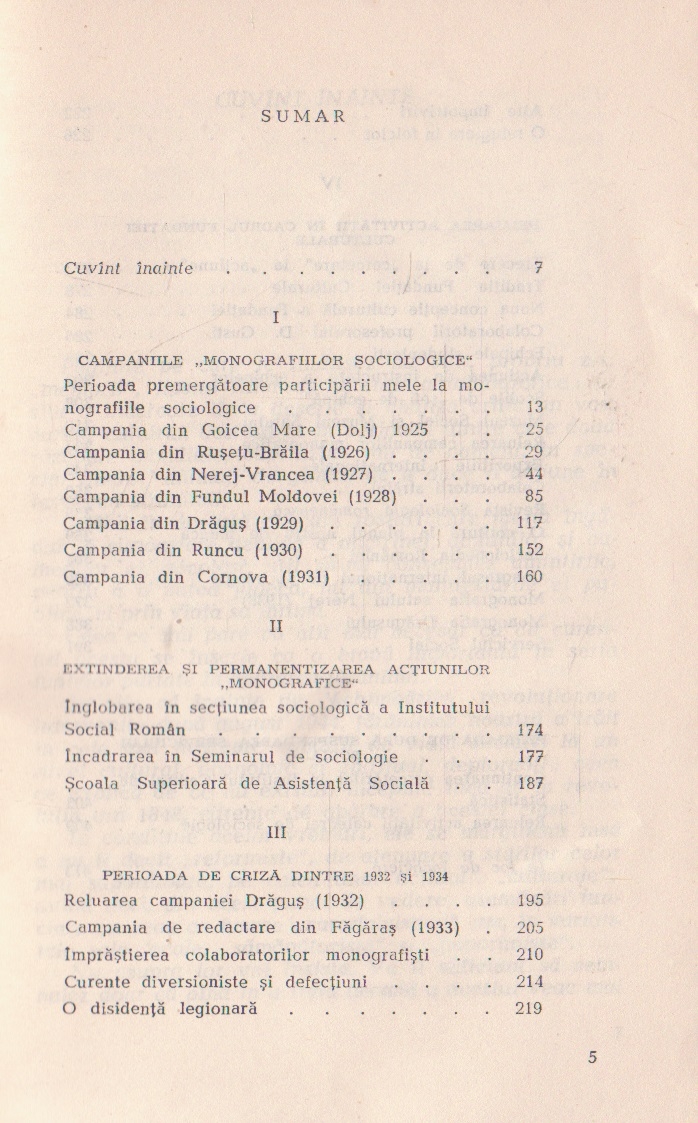 SUMAR
Cuvînt înainte . . . . . . . . . 7
I
CAMPANIILE „MONOGRAFIILOR SOCIOLOGICE“
Perioada premergătoare participării mele la mo-
nografiile sociologice . . . . . . 13
Campania din Goicea Mare (Dolj) 1925 . . 25
Campania din Rușețu-Brăila (1926) . . . . 29
Campania din Nerej-Vrancea (1927) . . . . 44
Campania din Fundul Moldovei (1928) . . . 85
Campania din Drăguș (1929) . . . . . . 117
Campania din Runcu (1930) . . . . . . 152
Campania din Cornova (1931) . . . . . 160
II
EXTINDEREA ȘI PERMANENTIZAREA ACȚIUNILOR
„MONOGRAFICE“
Înglobarea în secțiunea sociologică a Institutului
Social Român . . . . . . . . . 174
Încadrarea în Seminarul de sociologie . . . 177
Școala Superioară de Asistență Socială . . 187
III
PERIOADA DE CRIZĂ DINTRE 1932 și 1934
Reluarea campaniei Drăguș (1932) . . . . 195
Campania de redactare din Făgăraș (1933) . 205
Împrăștierea colaboratorilor monografiști . . 210
Curente diversioniste și defecțiuni . . . . 214
O disidență legionară . . . . . . . 219
5